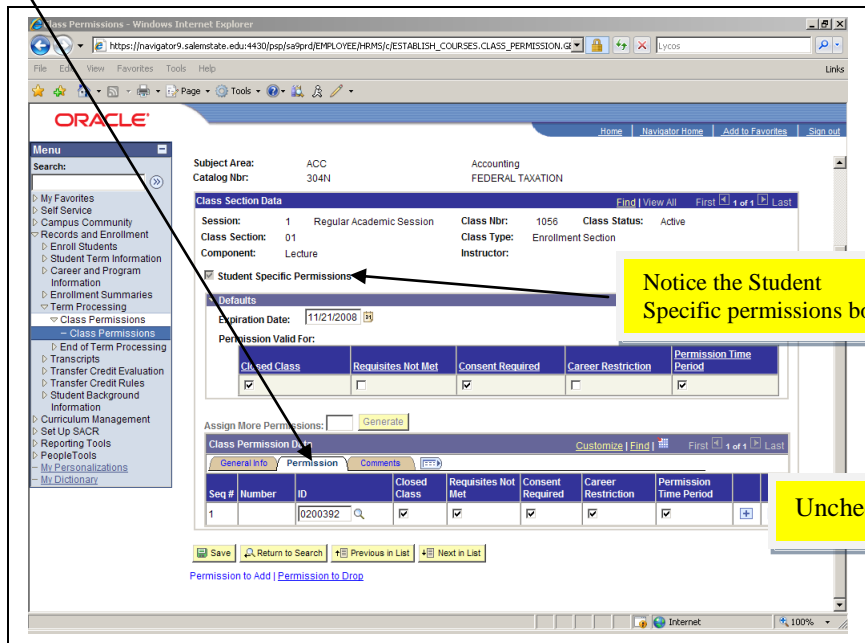 Class Permissions - Windows Internet Explorer
https://navigator9.salemstate.edu:4430/psp/sa9prd/EMPLOYEE/HRMS/c/ESTABLISH_COURSES.CLASS_PERMISSION.GB
Lycos
File Edit View Favorites Tools Help
Links
Page Tools
ORACLE
Home Navigator Home Add to Favorites Sign out
Menu
Search:
My Favorites
Self Service
Campus Community
Records and Enrollment
Enroll Students
Student Term Information
Career and Program
Information
Enrollment Summaries
Term Processing
Class Permissions
– Class Permissions
End of Term Processing
Transcripts
Transfer Credit Evaluation
Transfer Credit Rules
Student Background
Information
Curriculum Management
Set Up SACR
Reporting Tools
PeopleTools
– My Personalizations
– My Dictionary
Subject Area: ACC Accounting
Catalog Nbr: 304N FEDERAL TAXATION
Class Section Data Find | View All First 1 of 1 Last
Session: 1 Regular Academic Session Class Nbr: 1056 Class Status: Active
Class Section: 01 Class Type: Enrollment Section
Component: Lecture Instructor:
Student Specific Permissions
Defaults
Expiration Date: 11/21/2008 31
Permission Valid For:
Closed Class Requisites Not Met Consent Required Career Restriction Permission Time Period
Assign More Permissions: Generate
Class Permission Data Customize | Find | First 1 of 1 Last
General Info Permission Comments
Seq # Number ID Closed Class Requisites Not Met Consent Required Career Restriction Permission Time Period
1 0200392
Save Return to Search Previous in List Next in List
Permission to Add | Permission to Drop
Internet 100%
Notice the Student
Specific permissions bo
Unche